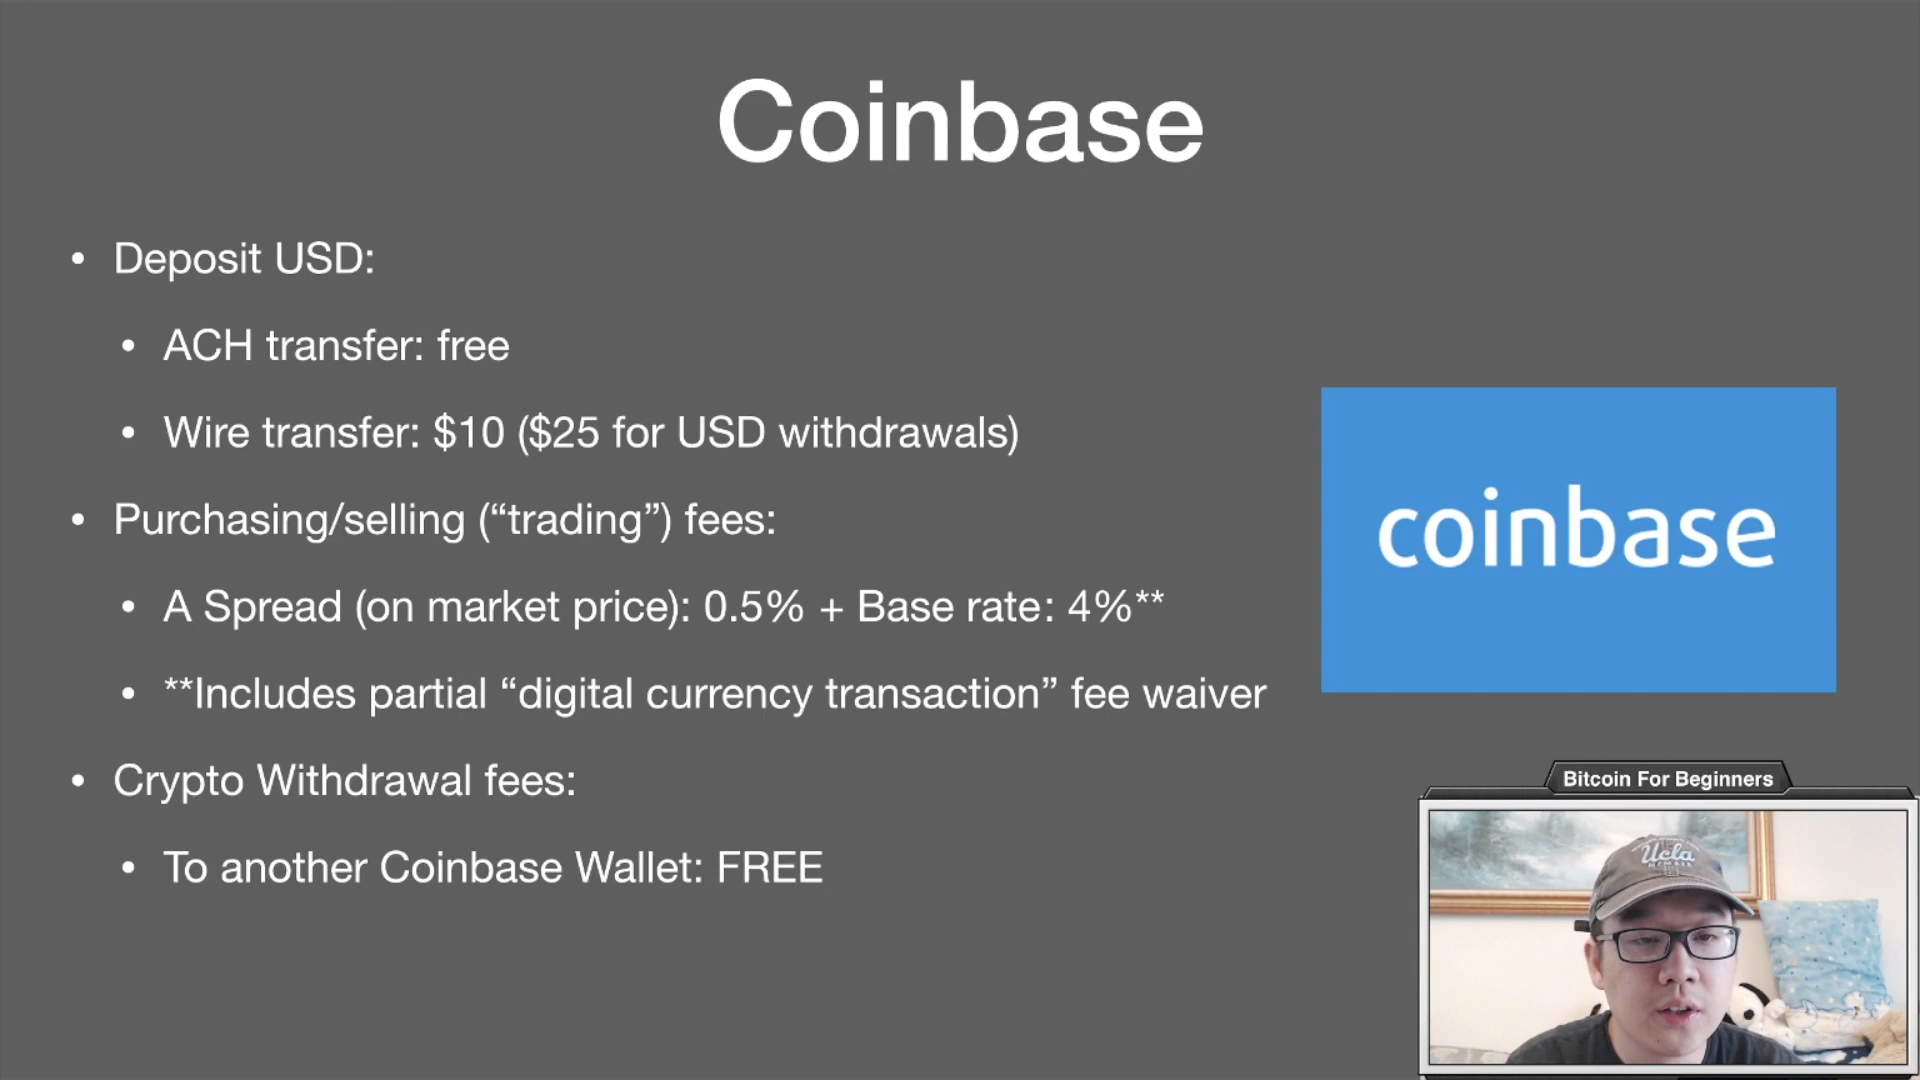 Coinbase
• Deposit USD:
• ACH transfer: free
• Wire transfer: $10 ($25 for USD withdrawals)
• Purchasing/selling (“trading”) fees:
• A Spread (on market price): 0.5% + Base rate: 4%**
• **Includes partial “digital currency transaction” fee waiver
• Crypto Withdrawal fees:
• To another Coinbase Wallet: FREE
coinbase
Bitcoin For Beginners
Ucla